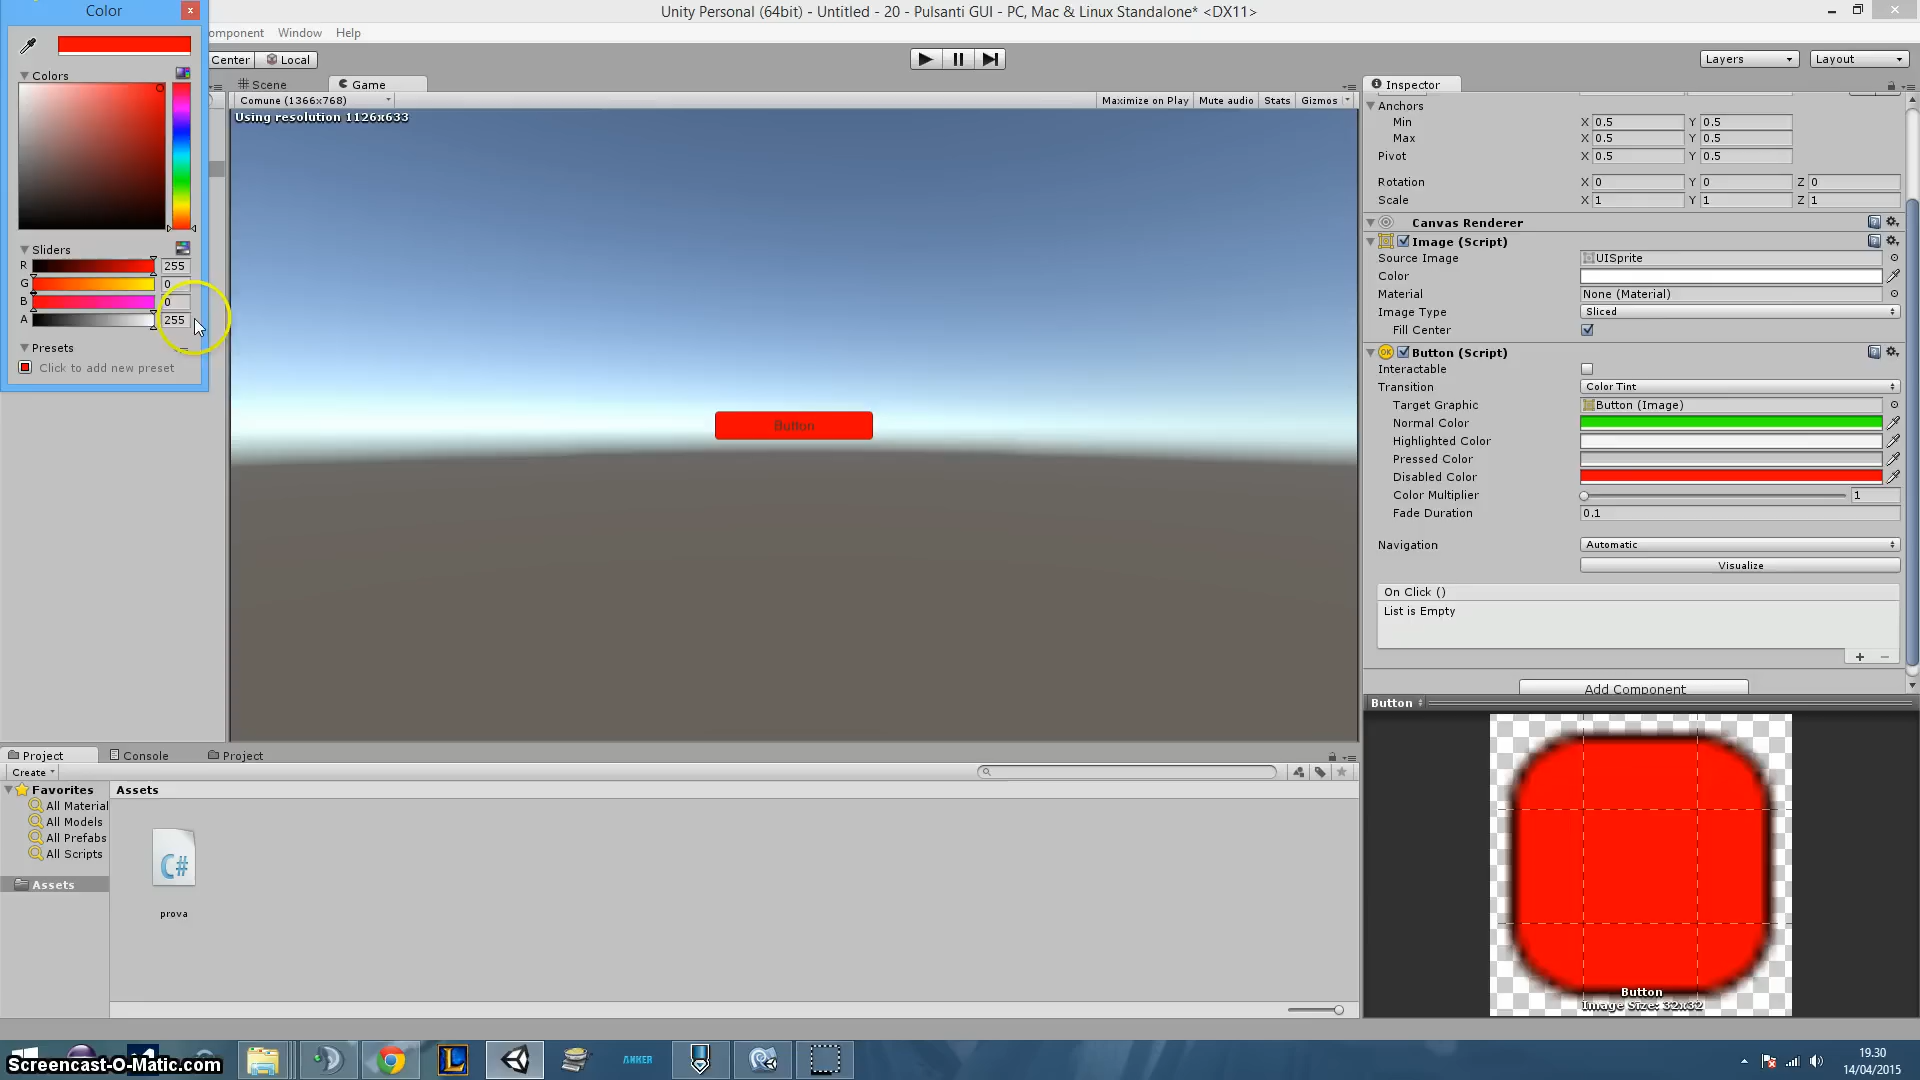 Color
Unity Personal (64bit) - Untitled - 20 - Pulsanti GUI - PC, Mac & Linux Standalone* <DX11>
omponent
Window
Help
Center
Local
Layers
Layout
Scene
Game
Inspector
Comune (1366x768)
Maximize on Play
Mute audio
Stats
Gizmos
Using resolution 1126x633
Colors
Sliders
R 255
G 0
B 0
A 255
Presets
Click to add new preset
Button
Anchors
Min X 0.5 Y 0.5
Max X 0.5 Y 0.5
Pivot X 0.5 Y 0.5
Rotation X 0 Y 0 Z 0
Scale X 1 Y 1 Z 1
Canvas Renderer
Image (Script)
Source Image UISprite
Color
Material None (Material)
Image Type Sliced
Fill Center
OK Button (Script)
Interactable
Transition Color Tint
Target Graphic Button (Image)
Normal Color
Highlighted Color
Pressed Color
Disabled Color
Color Multiplier 1
Fade Duration 0.1
Navigation Automatic
Visualize
On Click ()
List is Empty
Add Component
Button
Button
Image Size: 32x32
Project
Console
Project
Create
Favorites
All Material
All Models
All Prefabs
All Scripts
Assets
Assets
C#
prova
Screencast-O-Matic.com
L
ANKER
19.30
14/04/2015